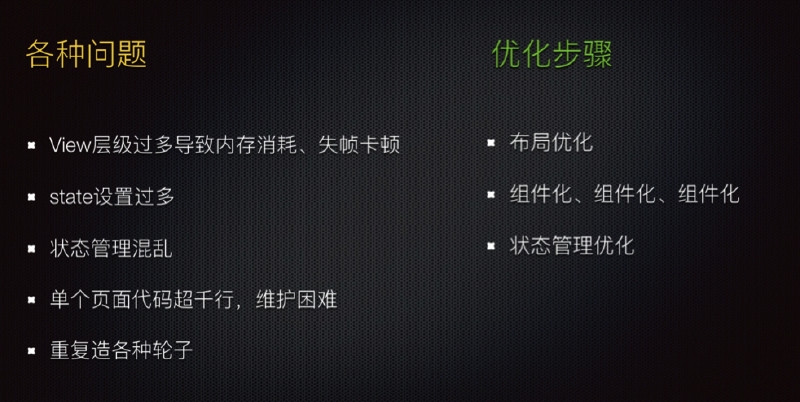 各种问题
View层级过多导致内存消耗、失帧卡顿
state设置过多
状态管理混乱
单个页面代码超千行，维护困难
重复造各种轮子
优化步骤
布局优化
组件化、组件化、组件化
状态管理优化